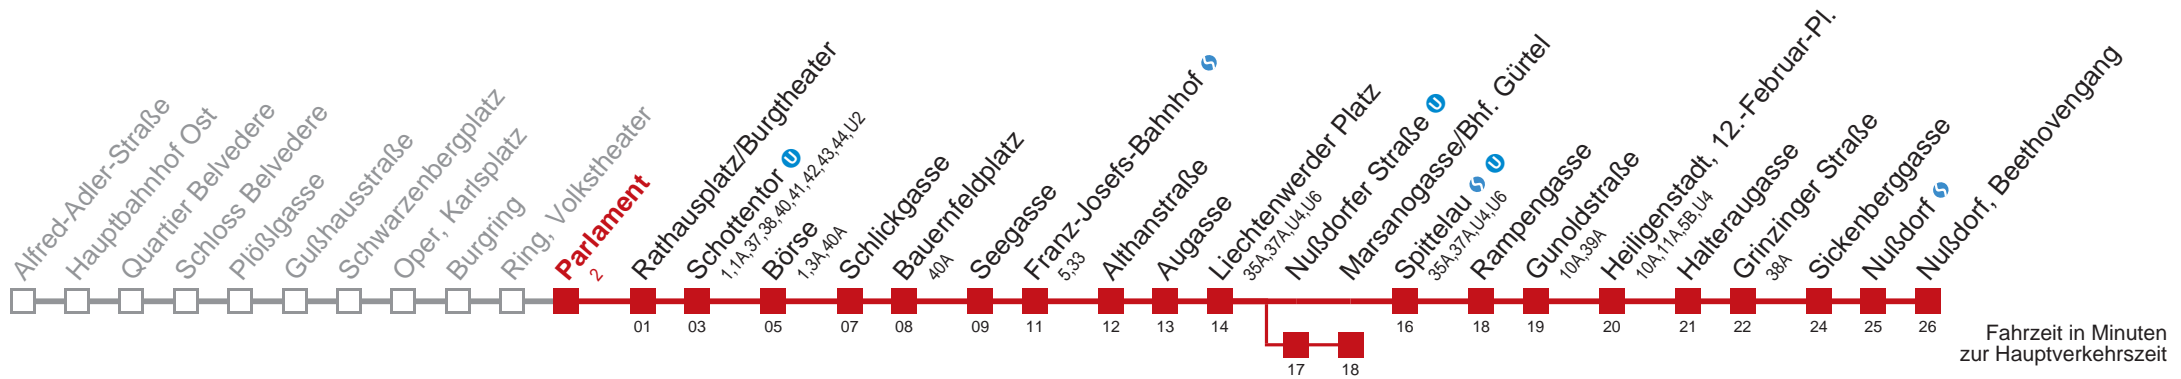 Alfred-Adler-Straße
Hauptbahnhof Ost
Quartier Belvedere
Schloss Belvedere
Plößlgasse
Gußhausstraße
Schwarzenbergplatz
Oper, Karlsplatz
Burgring
Ring, Volkstheater
Parlament
2
Rathausplatz/Burgtheater
Schottentor U
1,1A,37,38,40,41,42,43,44,U2
Börse
1,3A,40A
Schlickgasse
Bauernfeldplatz
40A
Seegasse
Franz-Josefs-Bahnhof S
5,33
Althanstraße
Augasse
Liechtenwerder Platz
35A,37A,U4,U6
Nußdorfer Straße U
Marsanogasse/Bhf. Gürtel
Spittelau S U
35A,37A,U4,U6
Rampengasse
Gunoldstraße
10A,39A
Heiligenstadt, 12.-Februar-Pl.
10A,11A,5B,U4
Halteraugasse
Grinzinger Straße
38A
Sickenberggasse
Nußdorf S
Nußdorf, Beethovengang
01 03 05 07 08 09 11 12 13 14 16 18 19 20 21 22 24 25 26
17 18
Fahrzeit in Minuten
zur Hauptverkehrszeit